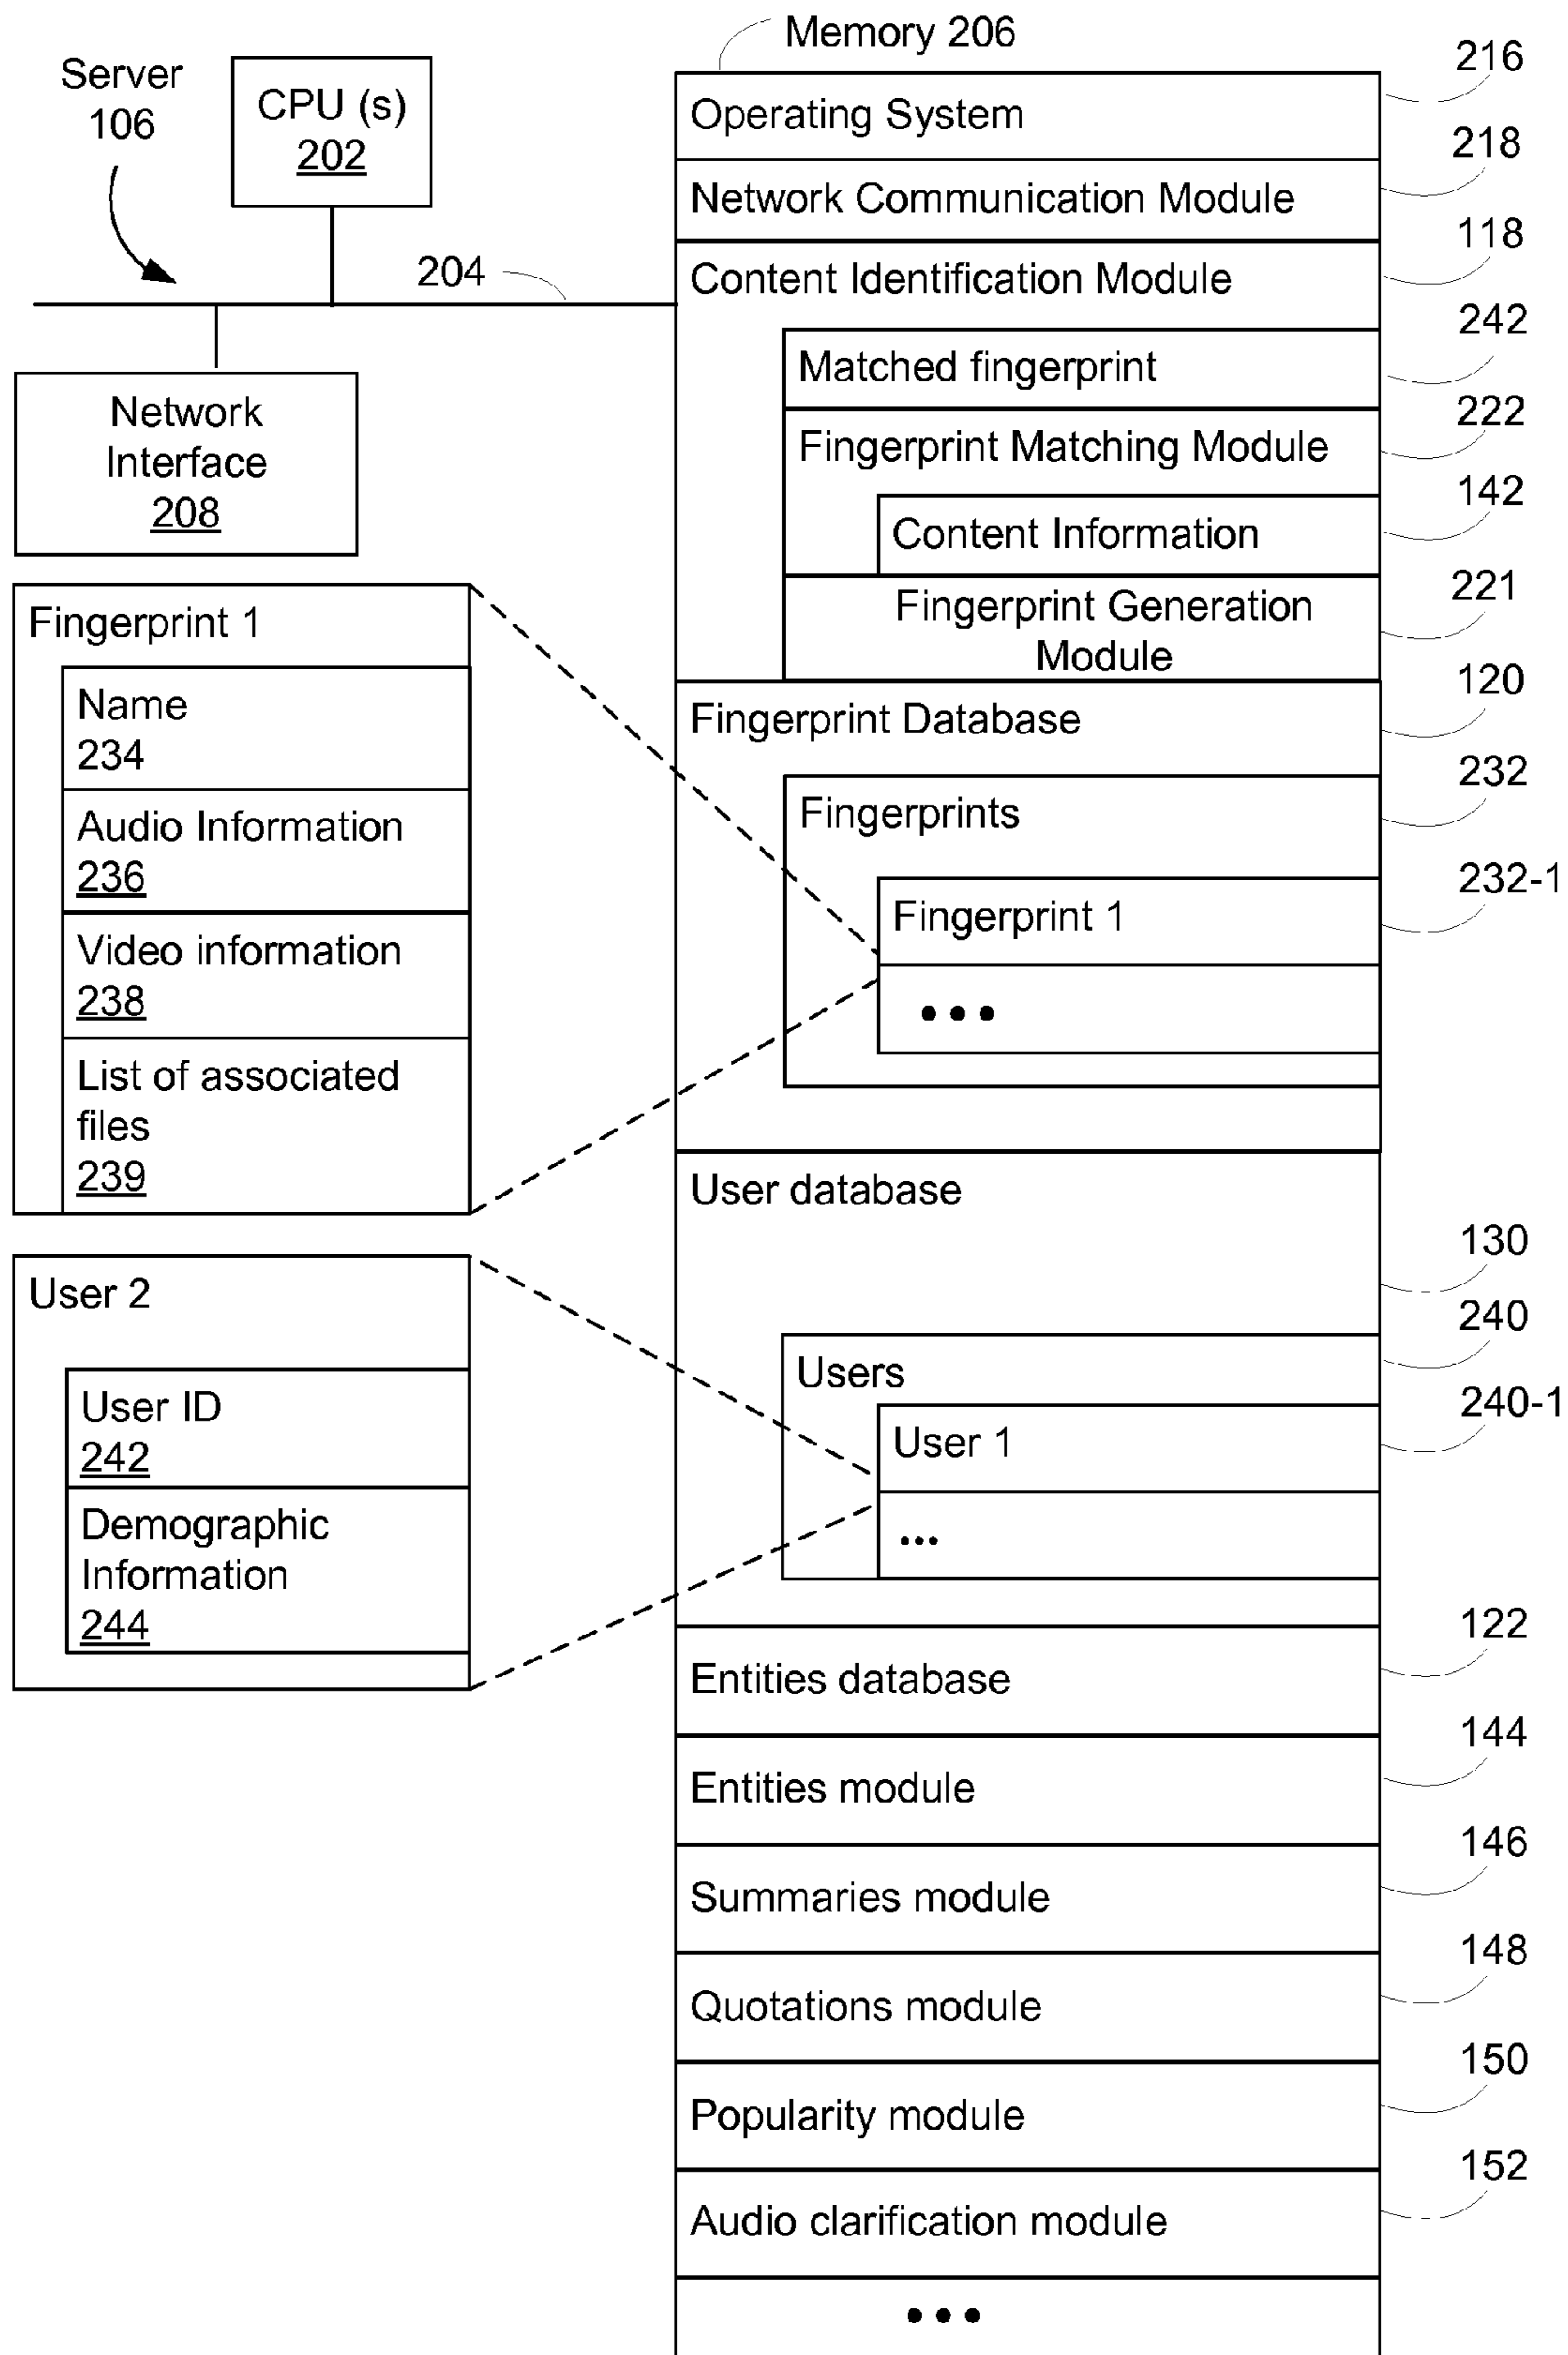 Memory 206
Server
106
CPU (s)
202
204
Network
Interface
208
Operating System
216
Network Communication Module
218
Content Identification Module
118
Matched fingerprint
242
Fingerprint Matching Module
222
Content Information
142
Fingerprint Generation
Module
221
Fingerprint Database
120
Fingerprints
232
Fingerprint 1
232-1
•••
Fingerprint 1
Name
234
Audio Information
236
Video information
238
List of associated
files
239
User database
130
Users
240
User 1
240-1
...
User 2
User ID
242
Demographic
Information
244
Entities database
122
Entities module
144
Summaries module
146
Quotations module
148
Popularity module
150
Audio clarification module
152
•••